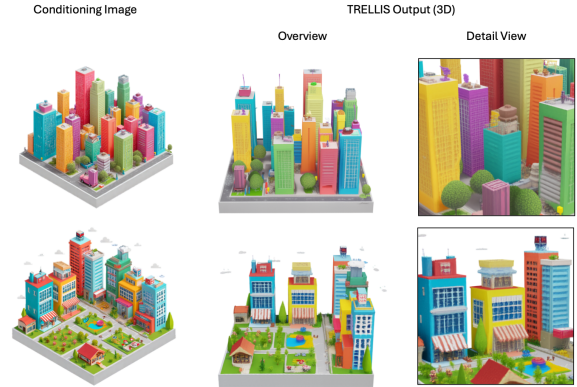 Conditioning Image
TRELLIS Output (3D)
Overview
Detail View